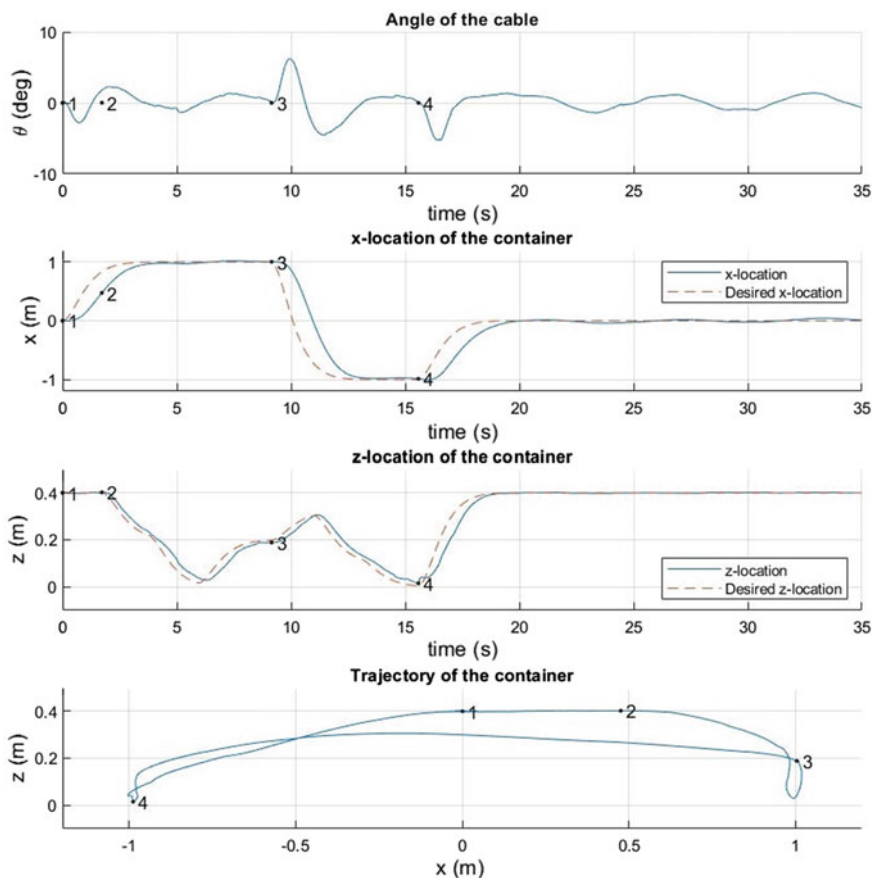 Angle of the cable
10
0
-10
θ (deg)
1
2
3
4
0 5 10 15 20 25 30 35
time (s)
x-location of the container
1
0
-1
x (m)
1
2
3
4
x-location
Desired x-location
0 5 10 15 20 25 30 35
time (s)
z-location of the container
0.4
0.2
0
z (m)
1
2
3
4
z-location
Desired z-location
0 5 10 15 20 25 30 35
time (s)
Trajectory of the container
0.4
0.2
0
z (m)
1
2
3
4
-1 -0.5 0 0.5 1
x (m)